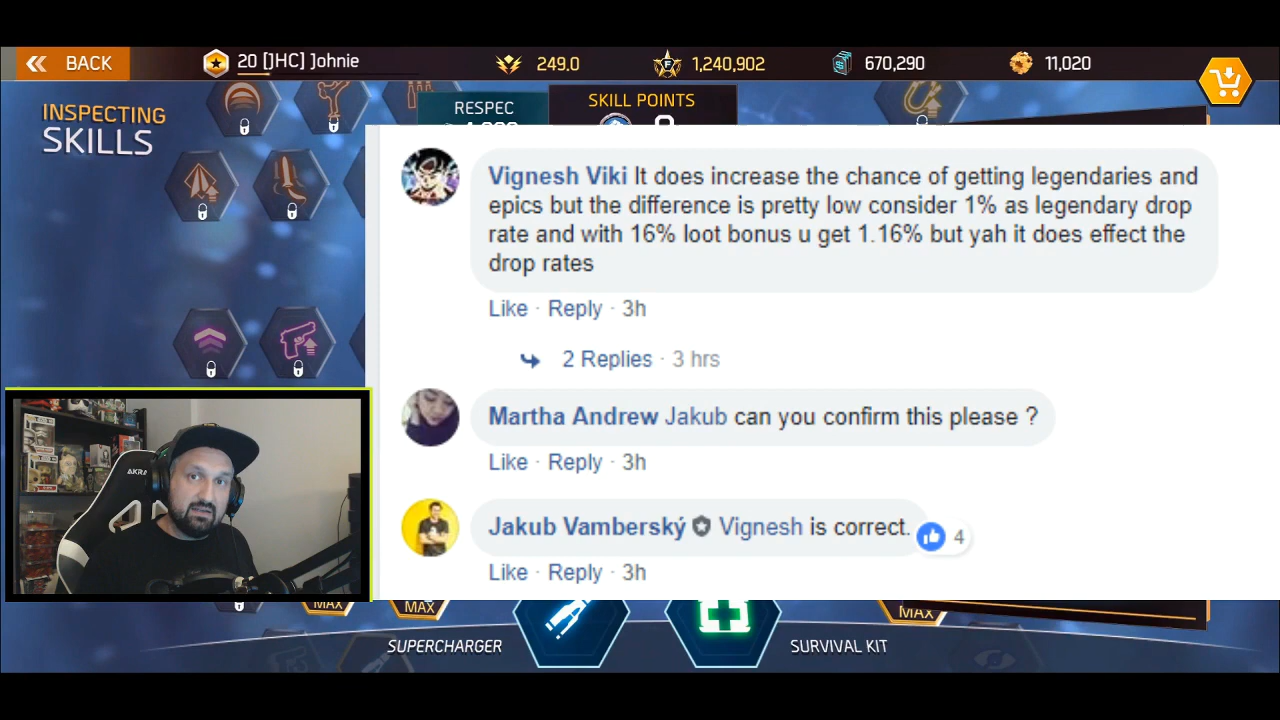 BACK
20 [JHC] Johnie
249.0
1,240,902
670,290
11,020
INSPECTING
SKILLS
RESPEC
SKILL POINTS
Vignesh Viki It does increase the chance of getting legendaries and
epics but the difference is pretty low consider 1% as legendary drop
rate and with 16% loot bonus u get 1.16% but yah it does effect the
drop rates
Like · Reply · 3h
2 Replies · 3 hrs
Martha Andrew Jakub can you confirm this please ?
Like · Reply · 3h
Jakub Vamberský Vignesh is correct.
4
Like · Reply · 3h
MAX
MAX
MAX
SUPERCHARGER
SURVIVAL KIT